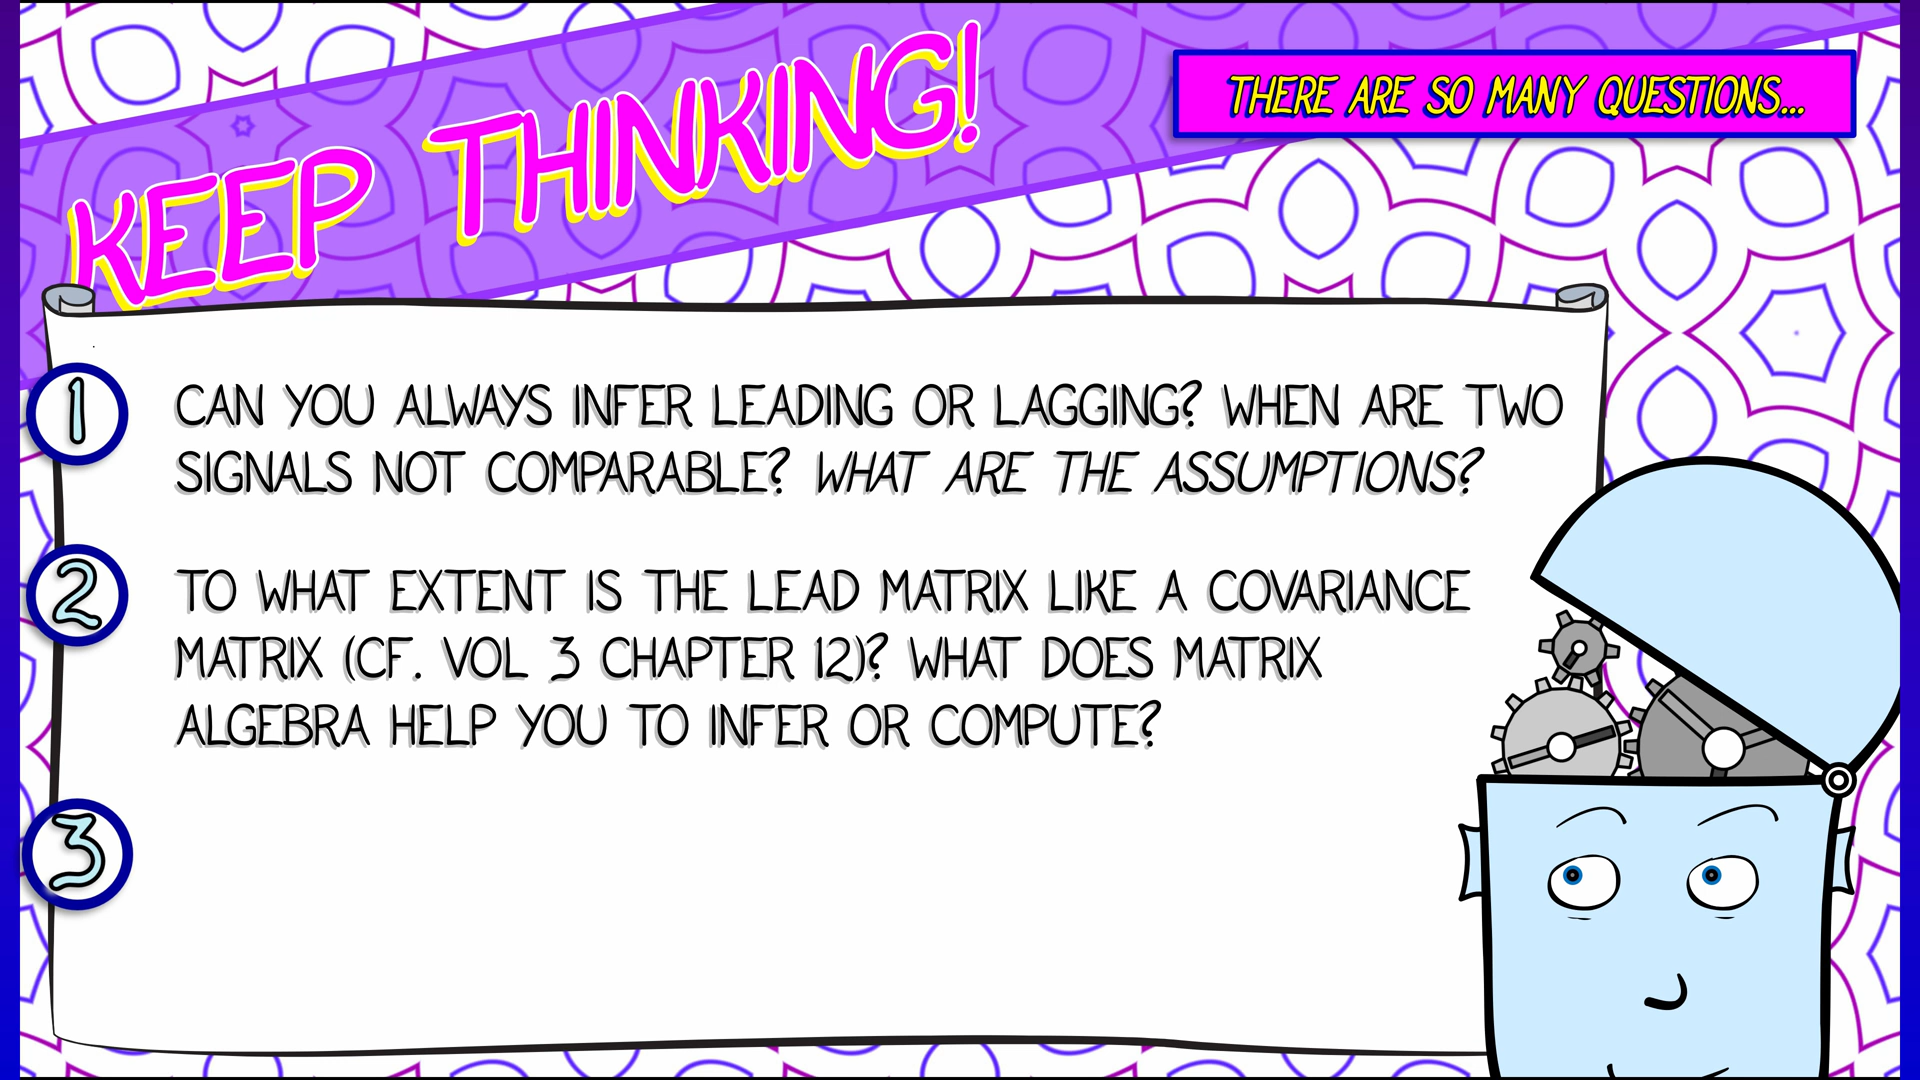 KEEP THINKING!
THERE ARE SO MANY QUESTIONS...
1
CAN YOU ALWAYS INFER LEADING OR LAGGING? WHEN ARE TWO
SIGNALS NOT COMPARABLE? WHAT ARE THE ASSUMPTIONS?
2
TO WHAT EXTENT IS THE LEAD MATRIX LIKE A COVARIANCE
MATRIX (CF. VOL 3 CHAPTER 12)? WHAT DOES MATRIX
ALGEBRA HELP YOU TO INFER OR COMPUTE?
3